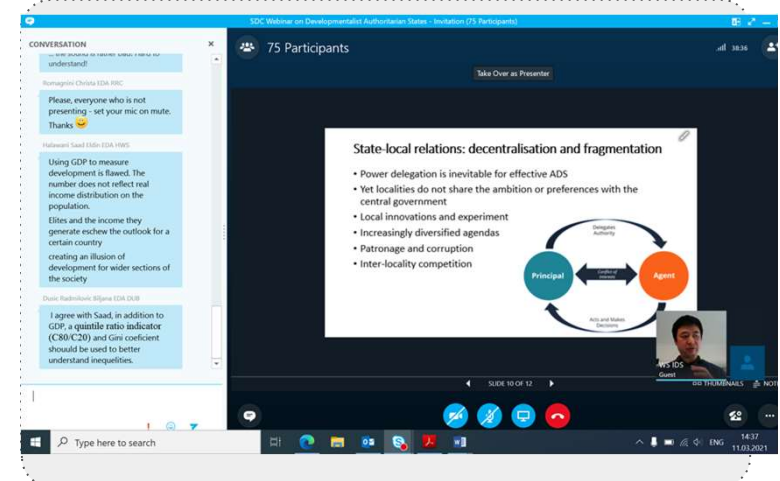 SDC Webinar on Developmentalist Authoritarian States - Invitation (75 Participants)
CONVERSATION
75 Participants
38:36
Take Over as Presenter
... the sound is rather bad. Hard to
understand!
Romagnini Christa EDA RRC
Please, everyone who is not
presenting - set your mic on mute.
Thanks
Halawani Saad Eldin EDA HWS
Using GDP to measure
development is flawed. The
number does not reflect real
income distribution on the
population.
Elites and the income they
generate eschew the outlook for a
certain country
creating an illusion of
development for wider sections of
the society
Dusic Radmilovic Biljana EDA DUB
I agree with Saad, in addition to
GDP, a quintile ratio indicator
(C80/C20) and Gini coeficient
shouuld be used to better
understand inequelities.
State-local relations: decentralisation and fragmentation
• Power delegation is inevitable for effective ADS
• Yet localities do not share the ambition or preferences with the
central government
• Local innovations and experiment
• Increasingly diversified agendas
• Patronage and corruption
• Inter-locality competition
Delegates
Authority
Principal
Conflict of
interests
Agent
Acts and Makes
Decisions
WS IDS
Guest
SLIDE 10 OF 12
THUMBNAILS
NOT
Type here to search
ENG
14:37
11.03.2021